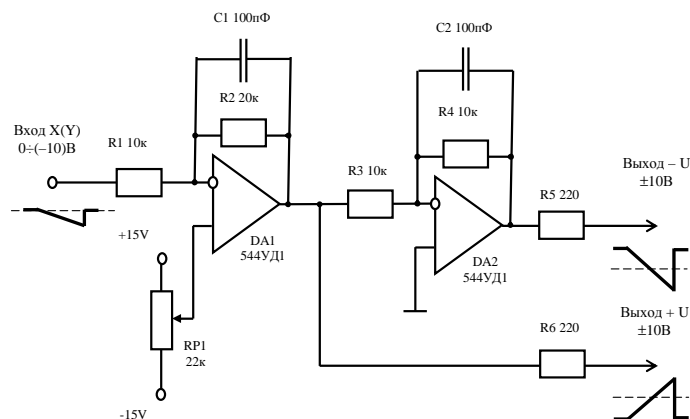 C1 100пФ
C2 100пФ
R2 20к
R4 10к
Вход X(Y)
0÷(–10)В
R1 10к
R3 10к
Выход – U
±10В
R5 220
+15V
DA1
544УД1
DA2
544УД1
Выход + U
±10В
R6 220
RP1
22к
-15V